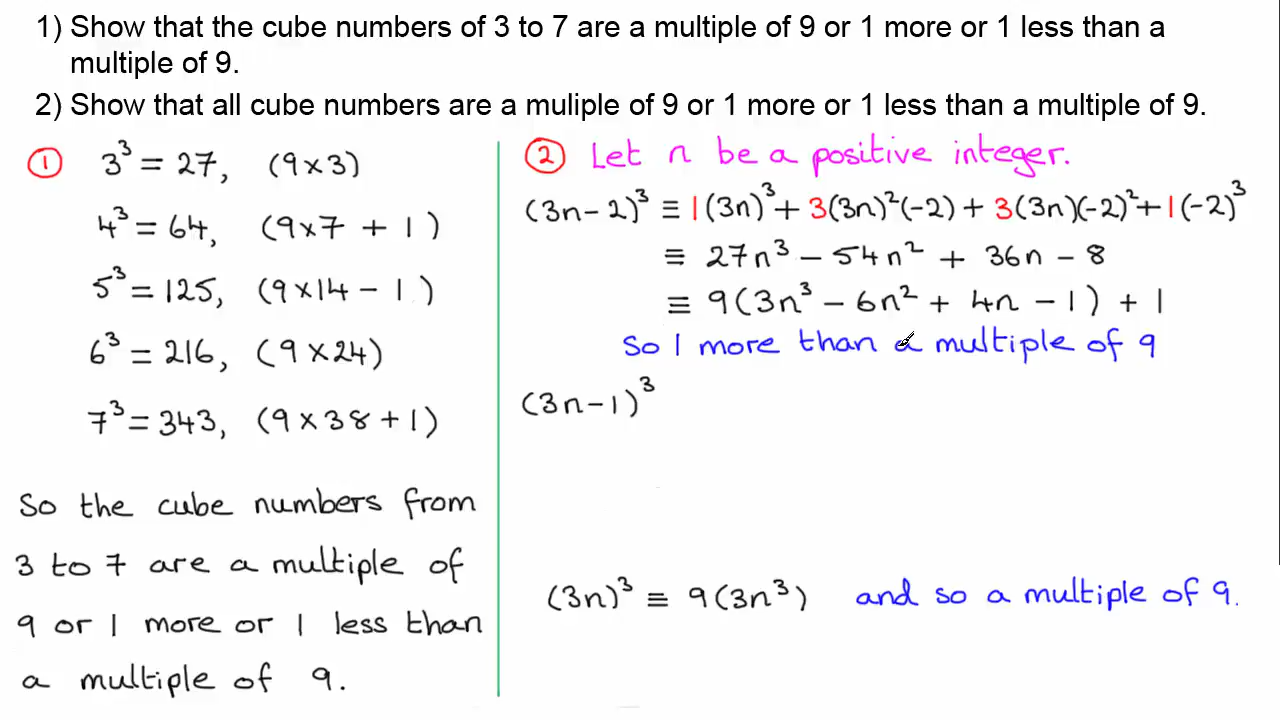 1) Show that the cube numbers of 3 to 7 are a multiple of 9 or 1 more or 1 less than a
multiple of 9.
2) Show that all cube numbers are a muliple of 9 or 1 more or 1 less than a multiple of 9.
① 3³ = 27, (9×3)
4³ = 64, (9×7 + 1)
5³ = 125, (9×14 − 1)
6³ = 216, (9×24)
7³ = 343, (9×38+1)
So the cube numbers from
3 to 7 are a multiple of
9 or 1 more or 1 less than
a multiple of 9.
② Let n be a positive integer.
(3n−2)³ ≡ 1(3n)³ + 3(3n)²(−2) + 3(3n)(−2)² + 1(−2)³
≡ 27n³ − 54n² + 36n − 8
≡ 9(3n³ − 6n² + 4n − 1) + 1
So 1 more than a multiple of 9
(3n−1)³
(3n)³ ≡ 9(3n³) and so a multiple of 9.